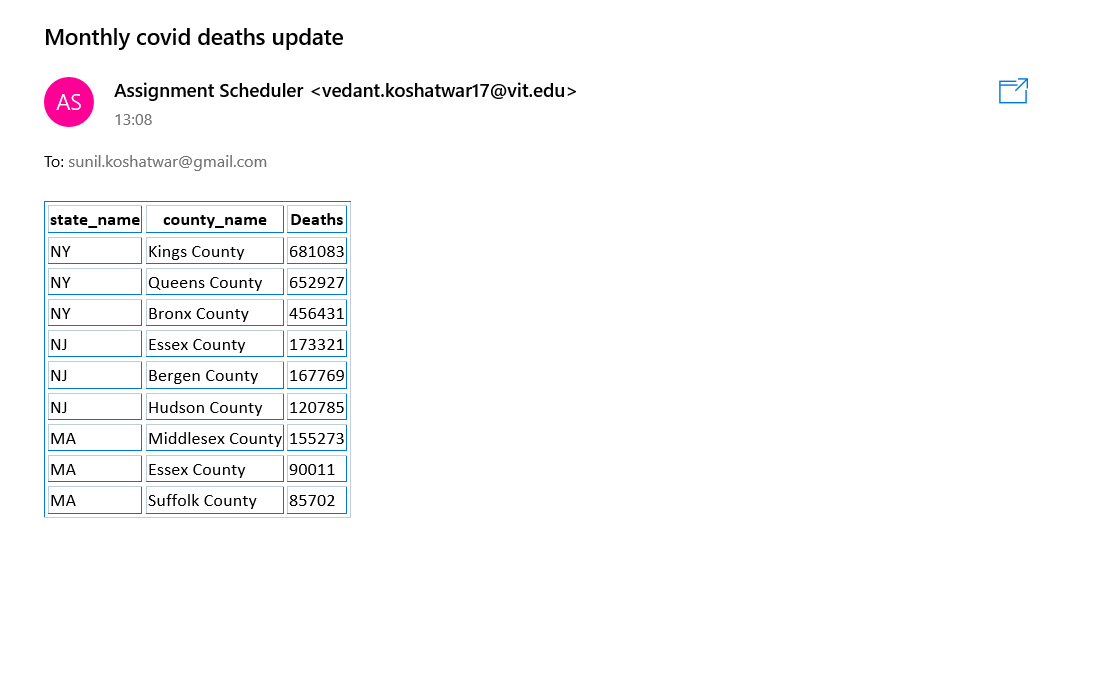 Monthly covid deaths update
AS
Assignment Scheduler <vedant.koshatwar17@vit.edu>
13:08
To: sunil.koshatwar@gmail.com
state_name county_name Deaths
NY Kings County 681083
NY Queens County 652927
NY Bronx County 456431
NJ Essex County 173321
NJ Bergen County 167769
NJ Hudson County 120785
MA Middlesex County 155273
MA Essex County 90011
MA Suffolk County 85702